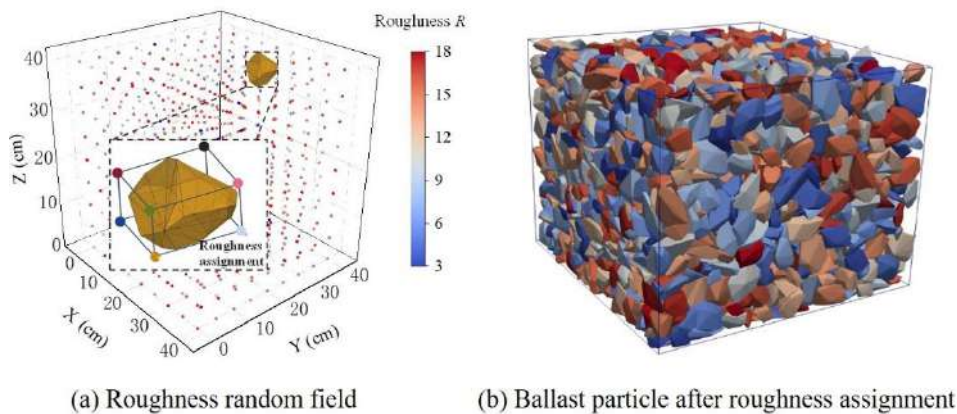 Roughness R
40
30
20
10
0
Z (cm)
18
15
12
9
6
3
Roughness
assignment
0
10
20
30
40
X (cm)
0
10
20
30
40
Y (cm)
(a) Roughness random field
(b) Ballast particle after roughness assignment